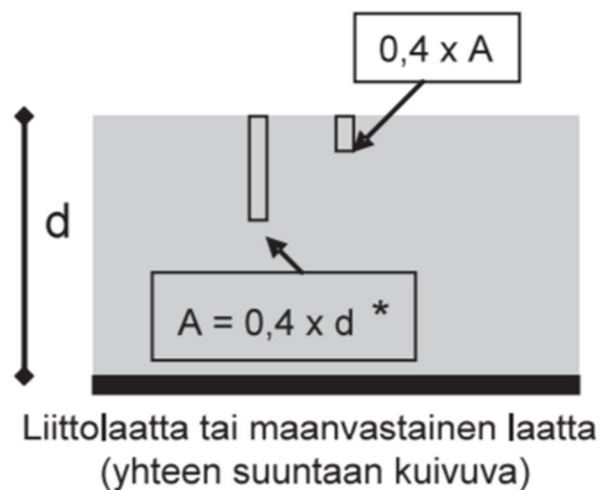 0,4 x A
d
A = 0,4 x d *
Liittolaatta tai maanvastainen laatta
(yhteen suuntaan kuivuva)